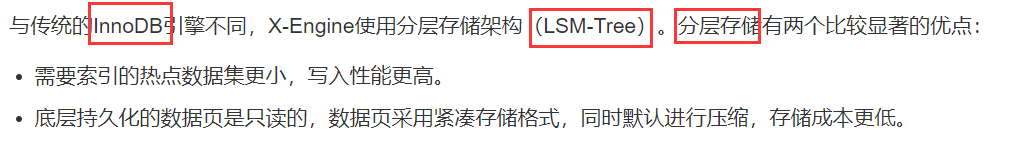 与传统的InnoDB引擎不同，X-Engine使用分层存储架构（LSM-Tree）。分层存储有两个比较显著的优点：
• 需要索引的热点数据集更小，写入性能更高。
• 底层持久化的数据页是只读的，数据页采用紧凑存储格式，同时默认进行压缩，存储成本更低。